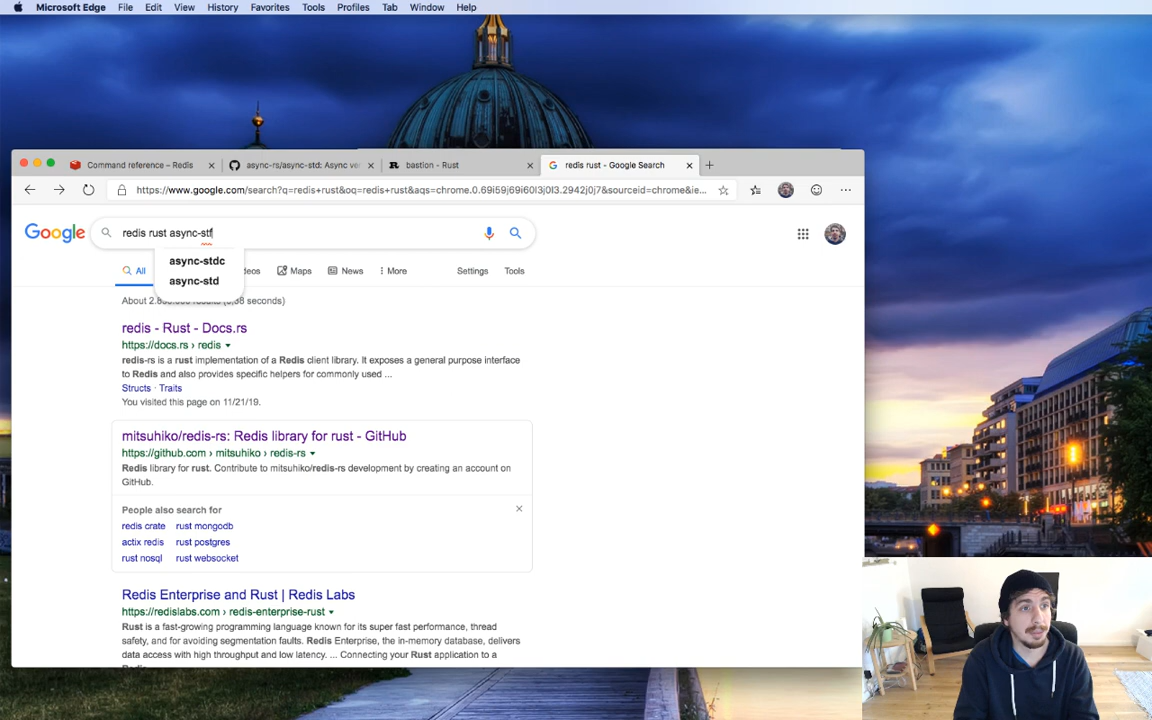 Microsoft Edge File Edit View History Favorites Tools Profiles Tab Window Help
Command reference – Redis
async-rs/async-std: Async ve
bastion - Rust
redis rust - Google Search
https://www.google.com/search?q=redis+rust&oq=redis+rust&aqs=chrome.0.69i59j69i60l3j0l3.2942j0j7&sourceid=chrome&ie...
Google
redis rust async-stf
async-stdc
async-std
All
deos
Maps
News
More
Settings
Tools
redis - Rust - Docs.rs
https://docs.rs › redis
redis-rs is a rust implementation of a Redis client library. It exposes a general purpose interface
to Redis and also provides specific helpers for commonly used ...
Structs · Traits
You visited this page on 11/21/19.
mitsuhiko/redis-rs: Redis library for rust - GitHub
https://github.com › mitsuhiko › redis-rs
Redis library for rust. Contribute to mitsuhiko/redis-rs development by creating an account on
GitHub.
People also search for
redis crate rust mongodb
actix redis rust postgres
rust nosql rust websocket
Redis Enterprise and Rust | Redis Labs
https://redislabs.com › redis-enterprise-rust
Rust is a fast-growing programming language known for its super fast performance, thread
safety, and for avoiding segmentation faults. Redis Enterprise, the in-memory database, delivers
data access with high throughput and low latency. ... Connecting your Rust application to a